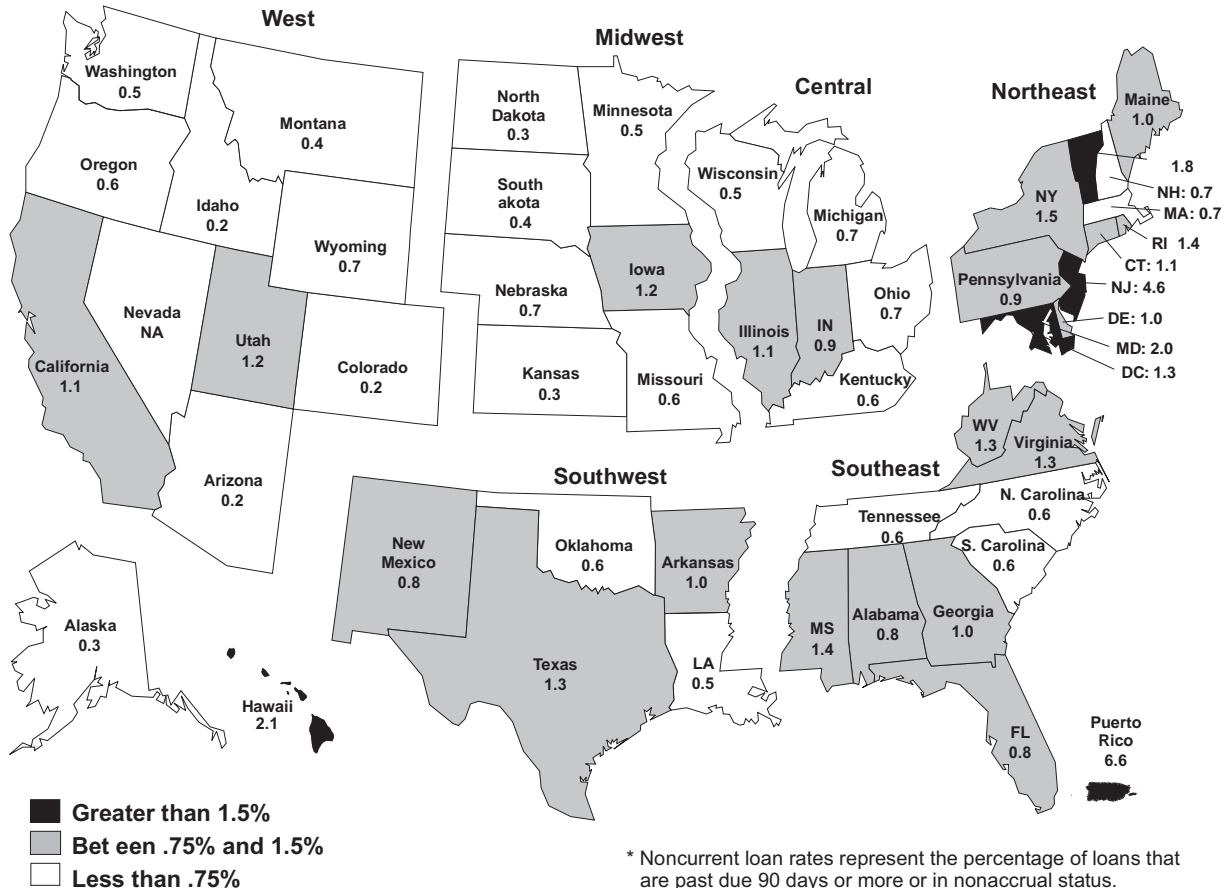 West
Washington
0.5
Montana
0.4
Oregon
0.6
Idaho
0.2
Wyoming
0.7
Nevada
NA
Utah
1.2
Colorado
0.2
California
1.1
Arizona
0.2
Alaska
0.3
Hawaii
2.1
Midwest
North
Dakota
0.3
Minnesota
0.5
South
akota
0.4
Iowa
1.2
Nebraska
0.7
Kansas
0.3
Missouri
0.6
Central
Wisconsin
0.5
Michigan
0.7
Illinois
1.1
IN
0.9
Ohio
0.7
Kentucky
0.6
Northeast
Maine
1.0
1.8
NH: 0.7
MA: 0.7
NY
1.5
RI 1.4
CT: 1.1
NJ: 4.6
Pennsylvania
0.9
DE: 1.0
MD: 2.0
DC: 1.3
Southwest
New
Mexico
0.8
Oklahoma
0.6
Arkansas
1.0
Texas
1.3
LA
0.5
Southeast
WV
1.3
Virginia
1.3
Tennessee
0.6
N. Carolina
0.6
S. Carolina
0.6
MS
1.4
Alabama
0.8
Georgia
1.0
FL
0.8
Puerto
Rico
6.6
Greater than 1.5%
Bet een .75% and 1.5%
Less than .75%
* Noncurrent loan rates represent the percentage of loans that
are past due 90 days or more or in nonaccrual status.